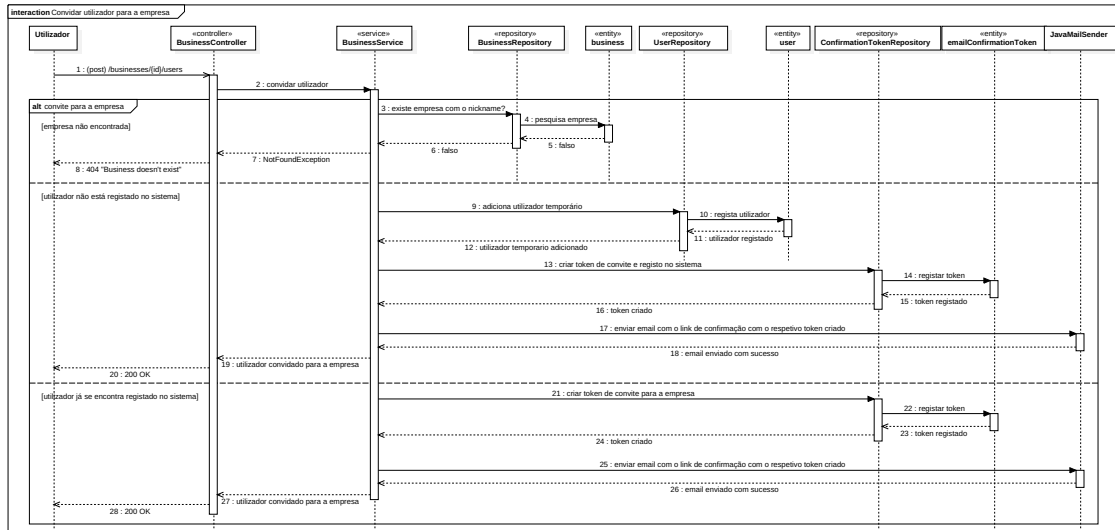 interaction Convidar utilizador para a empresa
Utilizador
«controller»
BusinessController
«service»
BusinessService
«repository»
BusinessRepository
«entity»
business
«repository»
UserRepository
«entity»
user
«repository»
ConfirmationTokenRepository
«entity»
emailConfirmationToken
JavaMailSender
1 : (post) /businesses/{id}/users
2 : convidar utilizador
alt convite para a empresa
3 : existe empresa com o nickname?
[empresa não encontrada]
4 : pesquisa empresa
5 : falso
6 : falso
7 : NotFoundException
8 : 404 "Business doesn't exist"
[utilizador não está registado no sistema]
9 : adiciona utilizador temporário
10 : regista utilizador
11 : utilizador registado
12 : utilizador temporario adicionado
13 : criar token de convite e registo no sistema
14 : registar token
15 : token registado
16 : token criado
17 : enviar email com o link de confirmação com o respetivo token criado
18 : email enviado com sucesso
19 : utilizador convidado para a empresa
20 : 200 OK
[utilizador já se encontra registado no sistema]
21 : criar token de convite para a empresa
22 : registar token
23 : token registado
24 : token criado
25 : enviar email com o link de confirmação com o respetivo token criado
26 : email enviado com sucesso
27 : utilizador convidado para a empresa
28 : 200 OK